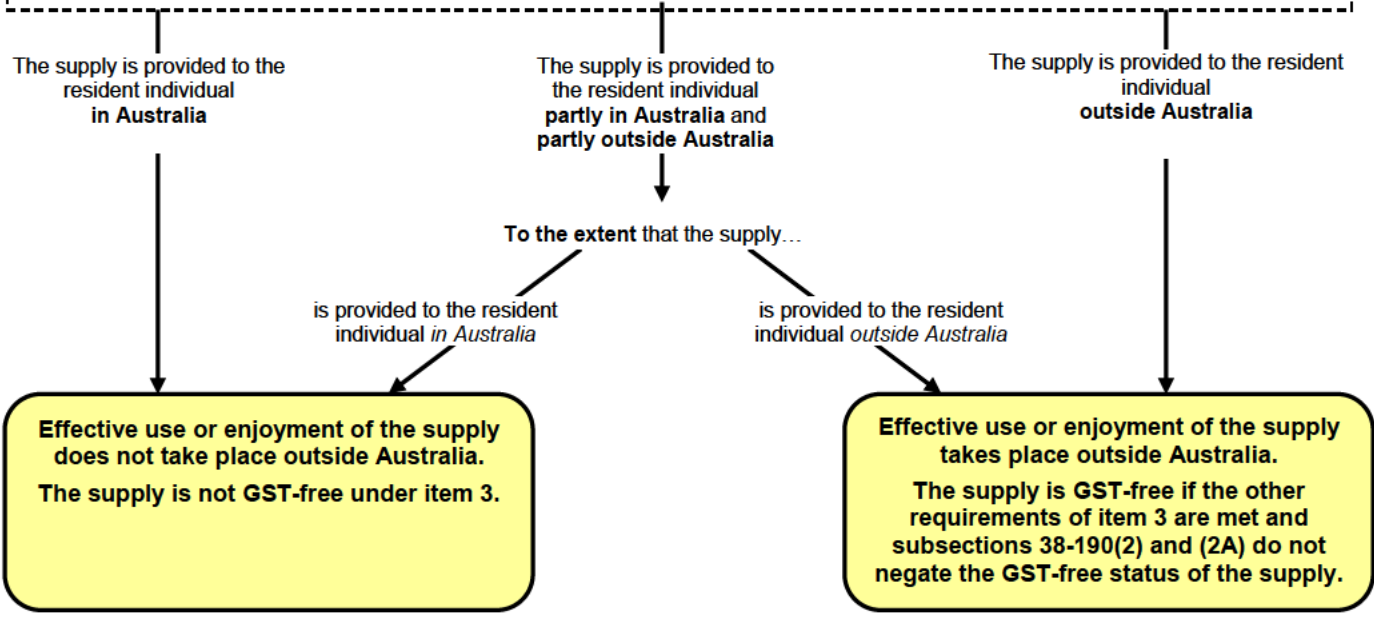 The supply is provided to the
resident individual
in Australia
The supply is provided to
the resident individual
partly in Australia and
partly outside Australia
The supply is provided to the resident
individual
outside Australia
To the extent that the supply…
is provided to the resident
individual in Australia
is provided to the resident
individual outside Australia
Effective use or enjoyment of the supply
does not take place outside Australia.
The supply is not GST-free under item 3.
Effective use or enjoyment of the supply
takes place outside Australia.
The supply is GST-free if the other
requirements of item 3 are met and
subsections 38-190(2) and (2A) do not
negate the GST-free status of the supply.